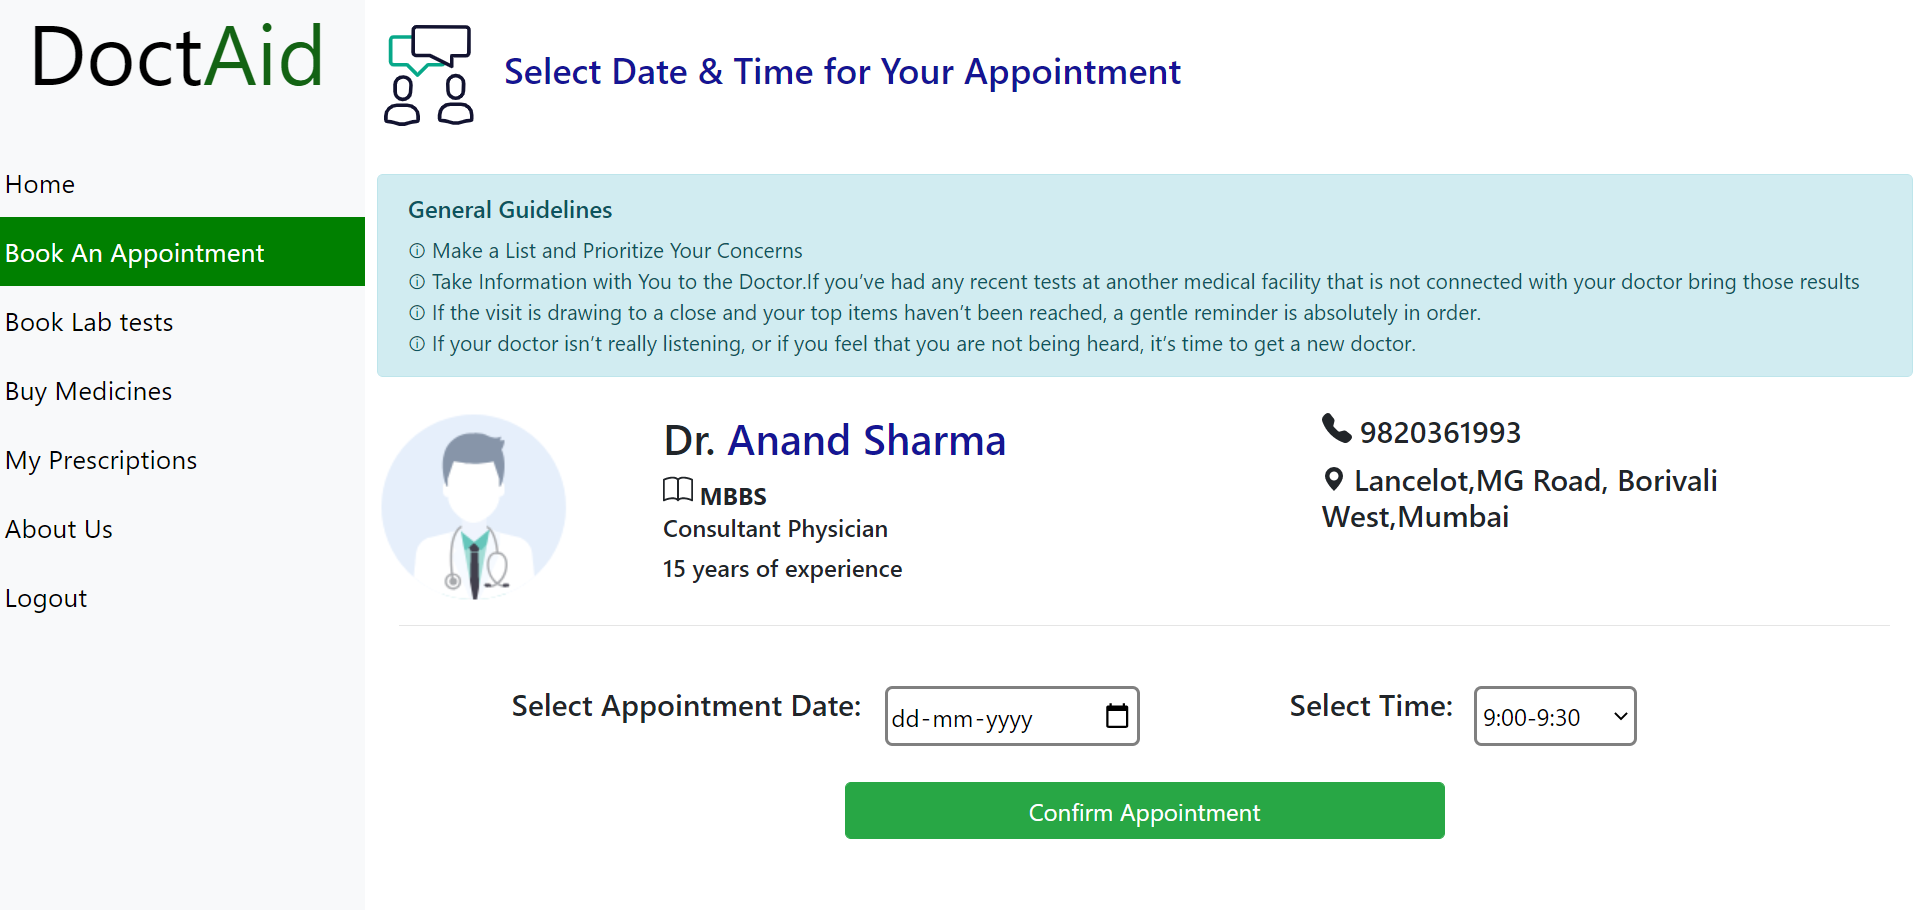 DoctAid
Home
Book An Appointment
Book Lab tests
Buy Medicines
My Prescriptions
About Us
Logout
Select Date & Time for Your Appointment
General Guidelines
Make a List and Prioritize Your Concerns
Take Information with You to the Doctor.If you’ve had any recent tests at another medical facility that is not connected with your doctor bring those results
If the visit is drawing to a close and your top items haven’t been reached, a gentle reminder is absolutely in order.
If your doctor isn’t really listening, or if you feel that you are not being heard, it’s time to get a new doctor.
Dr. Anand Sharma
MBBS
Consultant Physician
15 years of experience
9820361993
Lancelot,MG Road, Borivali
West,Mumbai
Select Appointment Date:
dd-mm-yyyy
Select Time:
9:00-9:30
Confirm Appointment